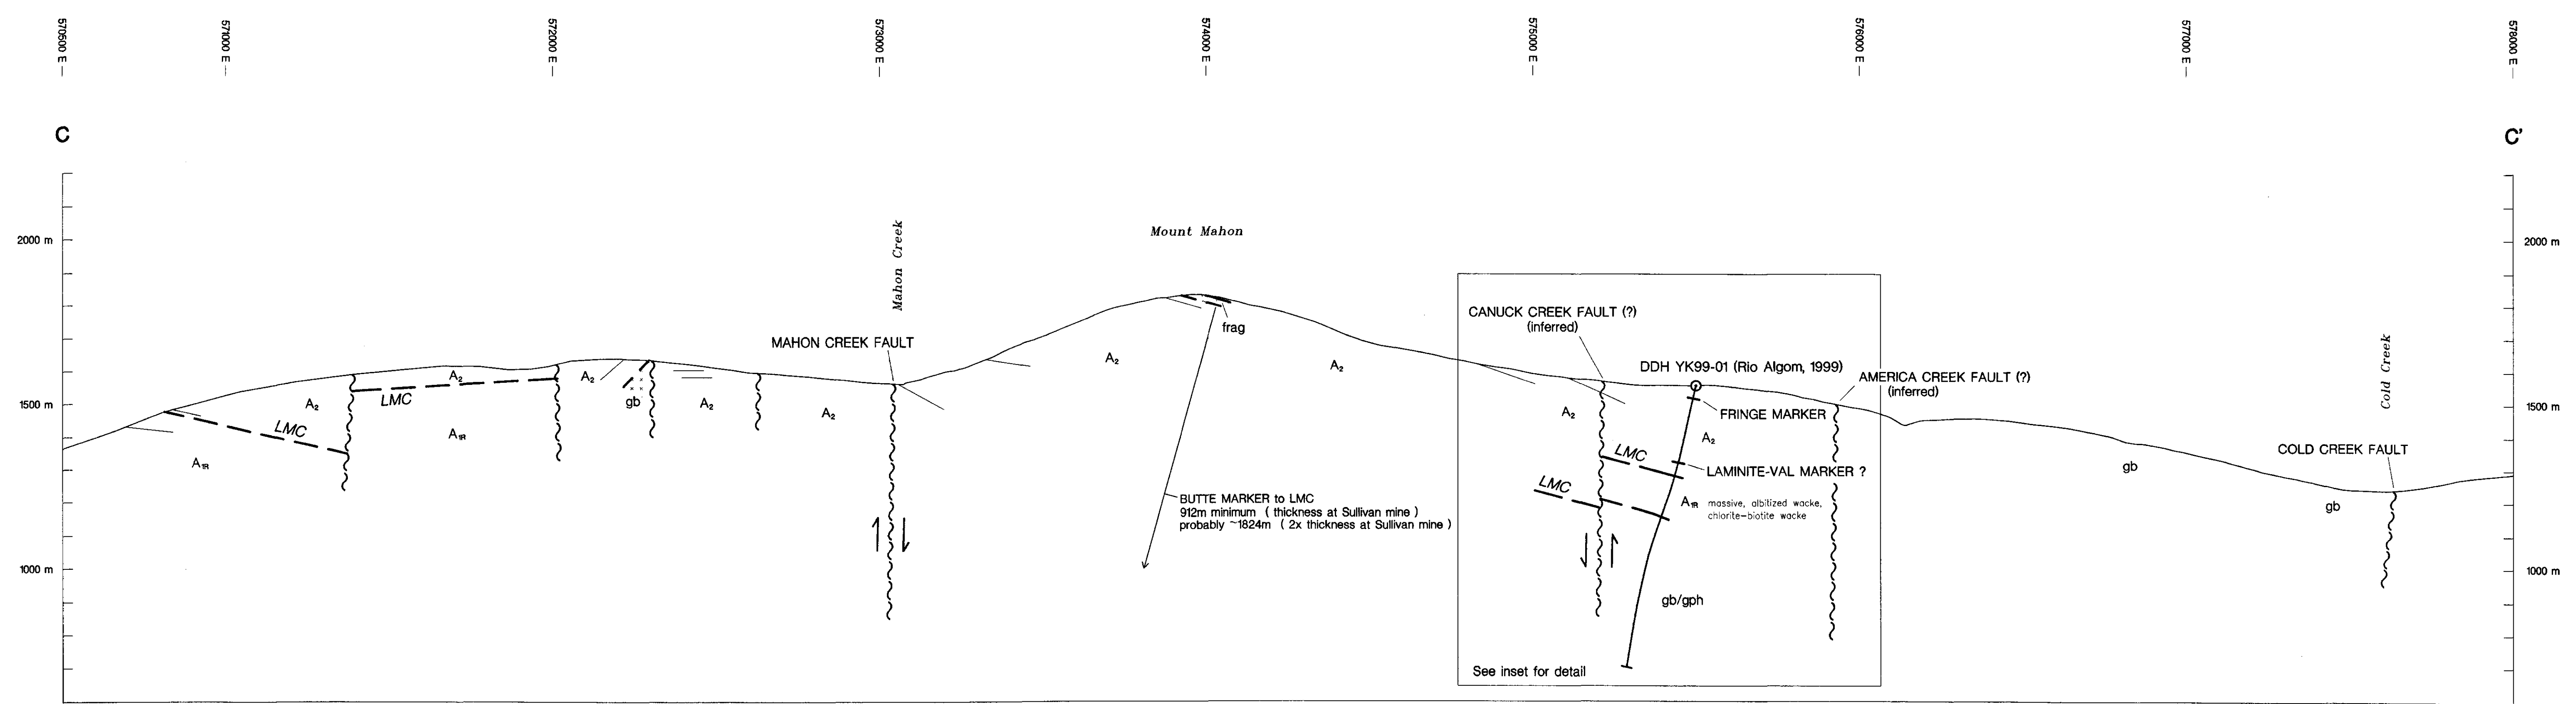 570500 E
571000 E
572000 E
573000 E
574000 E
575000 E
576000 E
577000 E
578000 E
C
C'
2000 m
1500 m
1000 m
2000 m
1500 m
1000 m
A1R
LMC
A2
A2
LMC
A1R
A2
gb
A2
A2
MAHON CREEK FAULT
Mahon Creek
Mount Mahon
frag
A2
A2
BUTTE MARKER to LMC
912m minimum ( thickness at Sullivan mine )
probably ~1824m ( 2x thickness at Sullivan mine )
CANUCK CREEK FAULT (?)
(inferred)
DDH YK99-01 (Rio Algom, 1999)
AMERICA CREEK FAULT (?)
(inferred)
FRINGE MARKER
A2
A2
LMC
LAMINITE-VAL MARKER ?
LMC
A1R massive, albitized wacke,
chlorite-biotite wacke
gb/gph
See inset for detail
gb
Cold Creek
COLD CREEK FAULT
gb